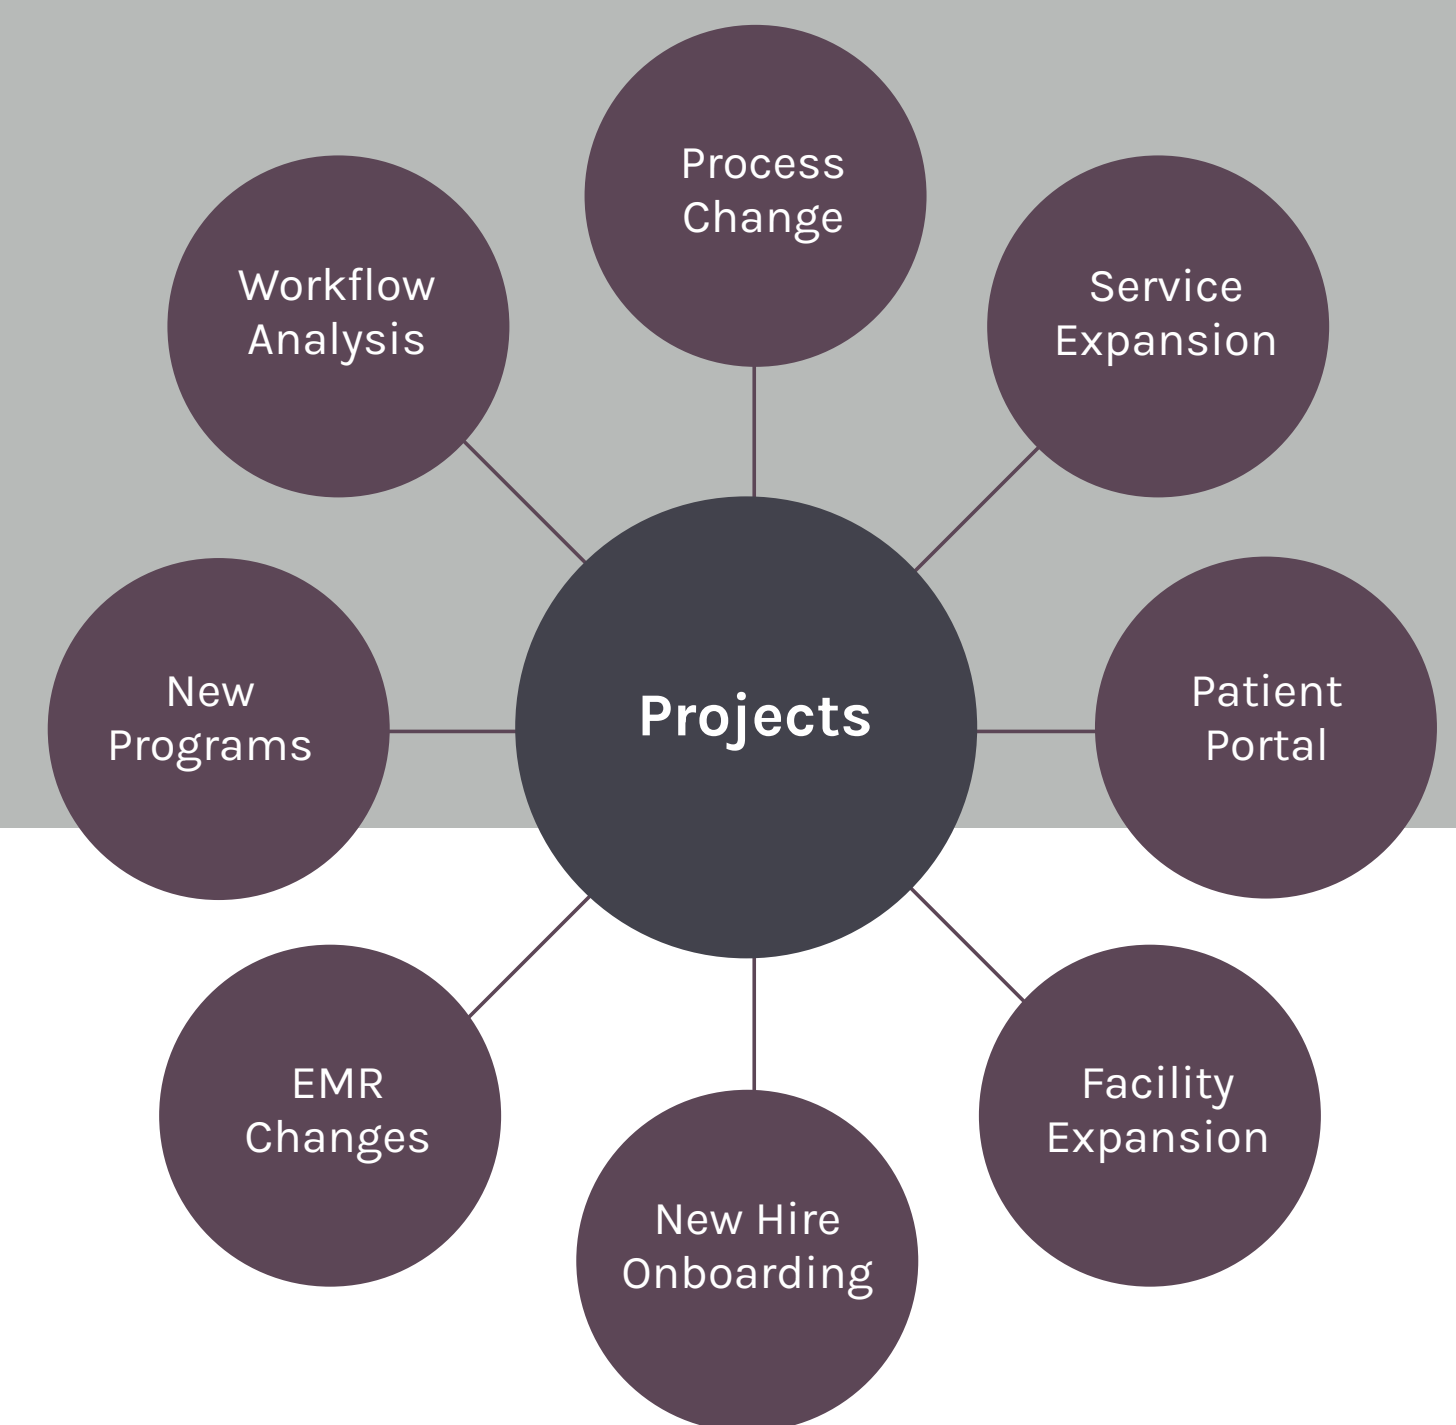 Process
Change
Workflow
Analysis
Service
Expansion
New
Programs
Projects
Patient
Portal
EMR
Changes
Facility
Expansion
New Hire
Onboarding